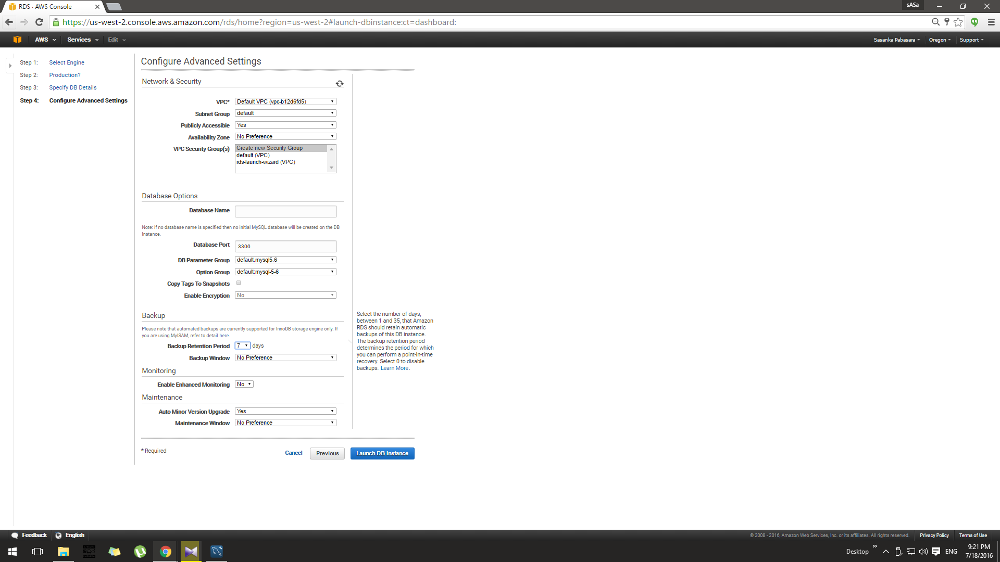 RDS · AWS Console
sASa
https://us-west-2.console.aws.amazon.com/rds/home?region=us-west-2#launch-dbinstance:ct=dashboard:
AWS
Services
Edit
Sasanka Pabasara
Oregon
Support
Step 1: Select Engine
Step 2: Production?
Step 3: Specify DB Details
Step 4: Configure Advanced Settings
Configure Advanced Settings
Network & Security
VPC* Default VPC (vpc-b12d6fd5)
Subnet Group default
Publicly Accessible Yes
Availability Zone No Preference
VPC Security Group(s) Create new Security Group
default (VPC)
rds-launch-wizard (VPC)
Database Options
Database Name
Note: if no database name is specified then no initial MySQL database will be created on the DB
Instance.
Database Port 3306
DB Parameter Group default.mysql5.6
Option Group default:mysql-5-6
Copy Tags To Snapshots
Enable Encryption No
Backup
Please note that automated backups are currently supported for InnoDB storage engine only. If
you are using MyISAM, refer to detail here.
Backup Retention Period 7 days
Backup Window No Preference
Select the number of days,
between 1 and 35, that Amazon
RDS should retain automatic
backups of this DB instance.
The backup retention period
determines the period for which
you can perform a point-in-time
recovery. Select 0 to disable
backups. Learn More.
Monitoring
Enable Enhanced Monitoring No
Maintenance
Auto Minor Version Upgrade Yes
Maintenance Window No Preference
* Required
Cancel
Previous
Launch DB Instance
Feedback
English
© 2008 - 2016, Amazon Web Services, Inc. or its affiliates. All rights reserved.
Privacy Policy
Terms of Use
Desktop
ENG
9:21 PM
7/18/2016